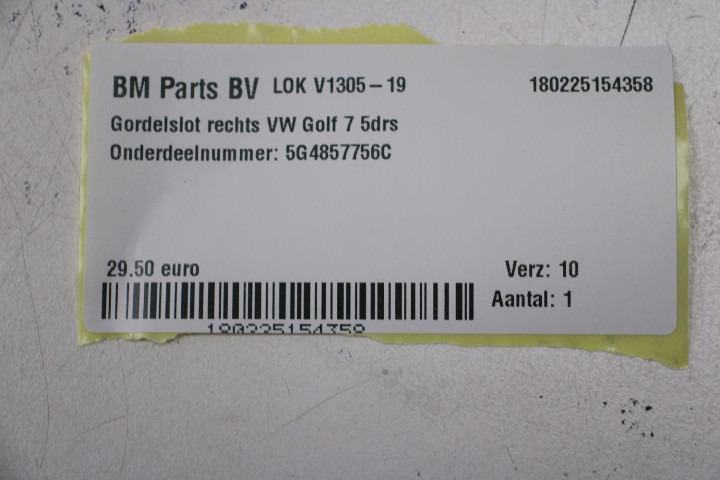 BM Parts BV LOK V1305-19 180225154358
Gordelslot rechts VW Golf 7 5drs
Onderdeelnummer: 5G4857756C
29.50 euro Verz: 10
Aantal: 1
180225154358